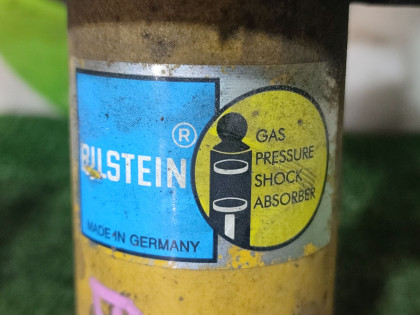 ®
BILSTEIN
MADE IN GERMANY
GAS
PRESSURE
SHOCK
ABSORBER